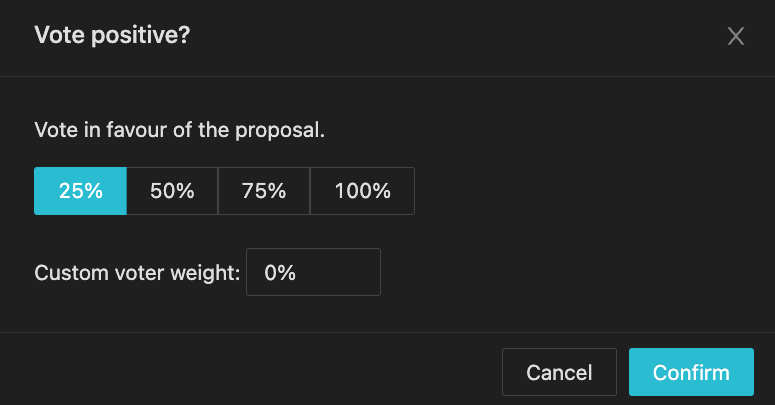 Vote positive?
Vote in favour of the proposal.
25% 50% 75% 100%
Custom voter weight: 0%
Cancel Confirm